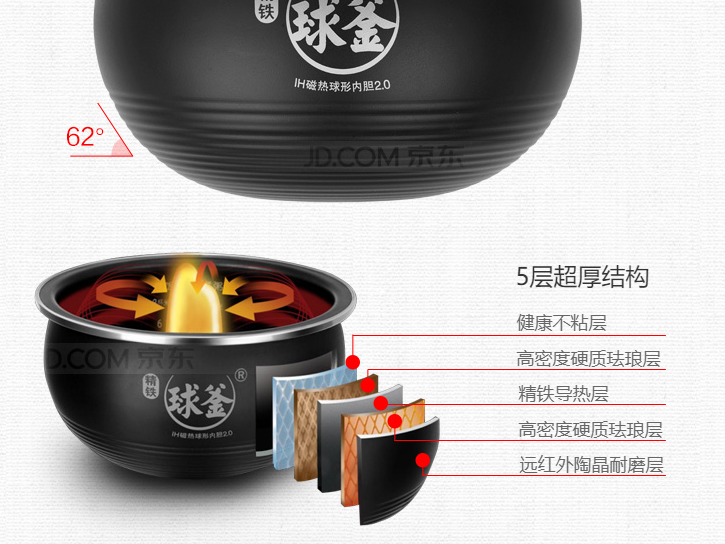 精铁
球釜
IH磁热球形内胆2.0
62°
JD.COM 京东
5层超厚结构
健康不粘层
高密度硬质珐琅层
精铁导热层
高密度硬质珐琅层
远红外陶晶耐磨层
JD.COM 京东
精铁
球釜®
IH磁热球形内胆2.0